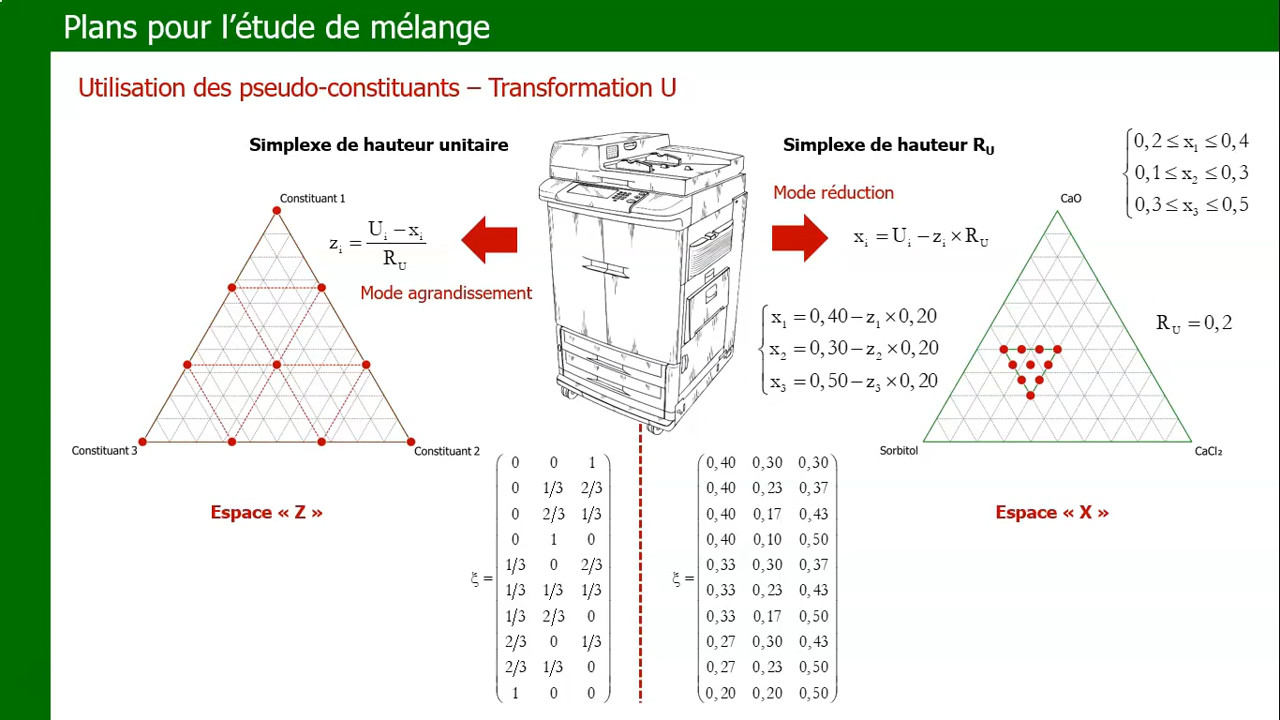 Plans pour l’étude de mélange
Utilisation des pseudo-constituants – Transformation U
Simplexe de hauteur unitaire
Constituant 1
zᵢ = (Uᵢ − xᵢ) / R_U
Mode agrandissement
Constituant 3
Constituant 2
Espace « Z »
Simplexe de hauteur R_U
Mode réduction
xᵢ = Uᵢ − zᵢ × R_U
0,2 ≤ x₁ ≤ 0,4
0,1 ≤ x₂ ≤ 0,3
0,3 ≤ x₃ ≤ 0,5
x₁ = 0,40 − z₁ × 0,20
x₂ = 0,30 − z₂ × 0,20
x₃ = 0,50 − z₃ × 0,20
CaO
R_U = 0,2
Sorbitol
CaCl₂
Espace « X »
ξ =
0 0 1
0 1/3 2/3
0 2/3 1/3
0 1 0
1/3 0 2/3
1/3 1/3 1/3
1/3 2/3 0
2/3 0 1/3
2/3 1/3 0
1 0 0
ξ =
0,40 0,30 0,30
0,40 0,23 0,37
0,40 0,17 0,43
0,40 0,10 0,50
0,33 0,30 0,37
0,33 0,23 0,43
0,33 0,17 0,50
0,27 0,30 0,43
0,27 0,23 0,50
0,20 0,20 0,50